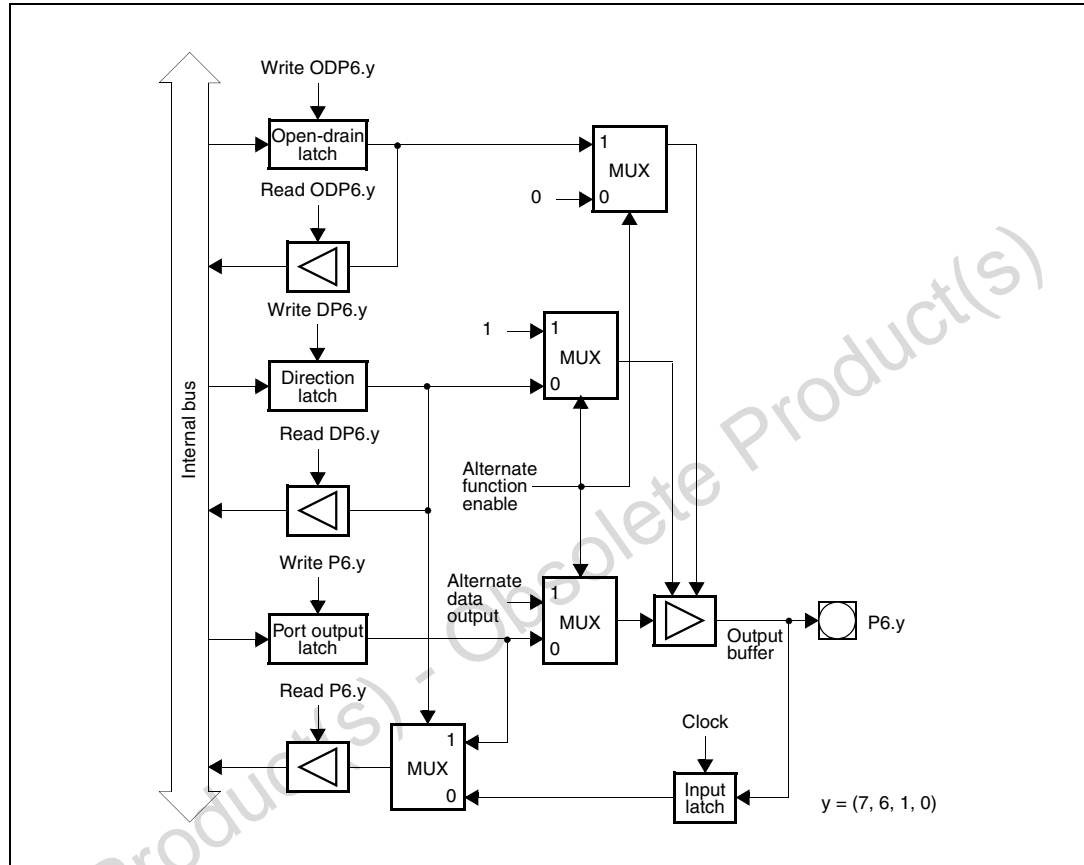 Write ODP6.y
Open-drain
latch
1
MUX
0
0
Read ODP6.y
Write DP6.y
1
1
MUX
0
Direction
latch
Internal bus
Read DP6.y
Alternate
function
enable
Write P6.y
Alternate
data
output
1
MUX
0
Port output
latch
Output
buffer
P6.y
Read P6.y
Clock
1
MUX
0
Input
latch
y = (7, 6, 1, 0)
Product(s) - Obsolete Product(s)